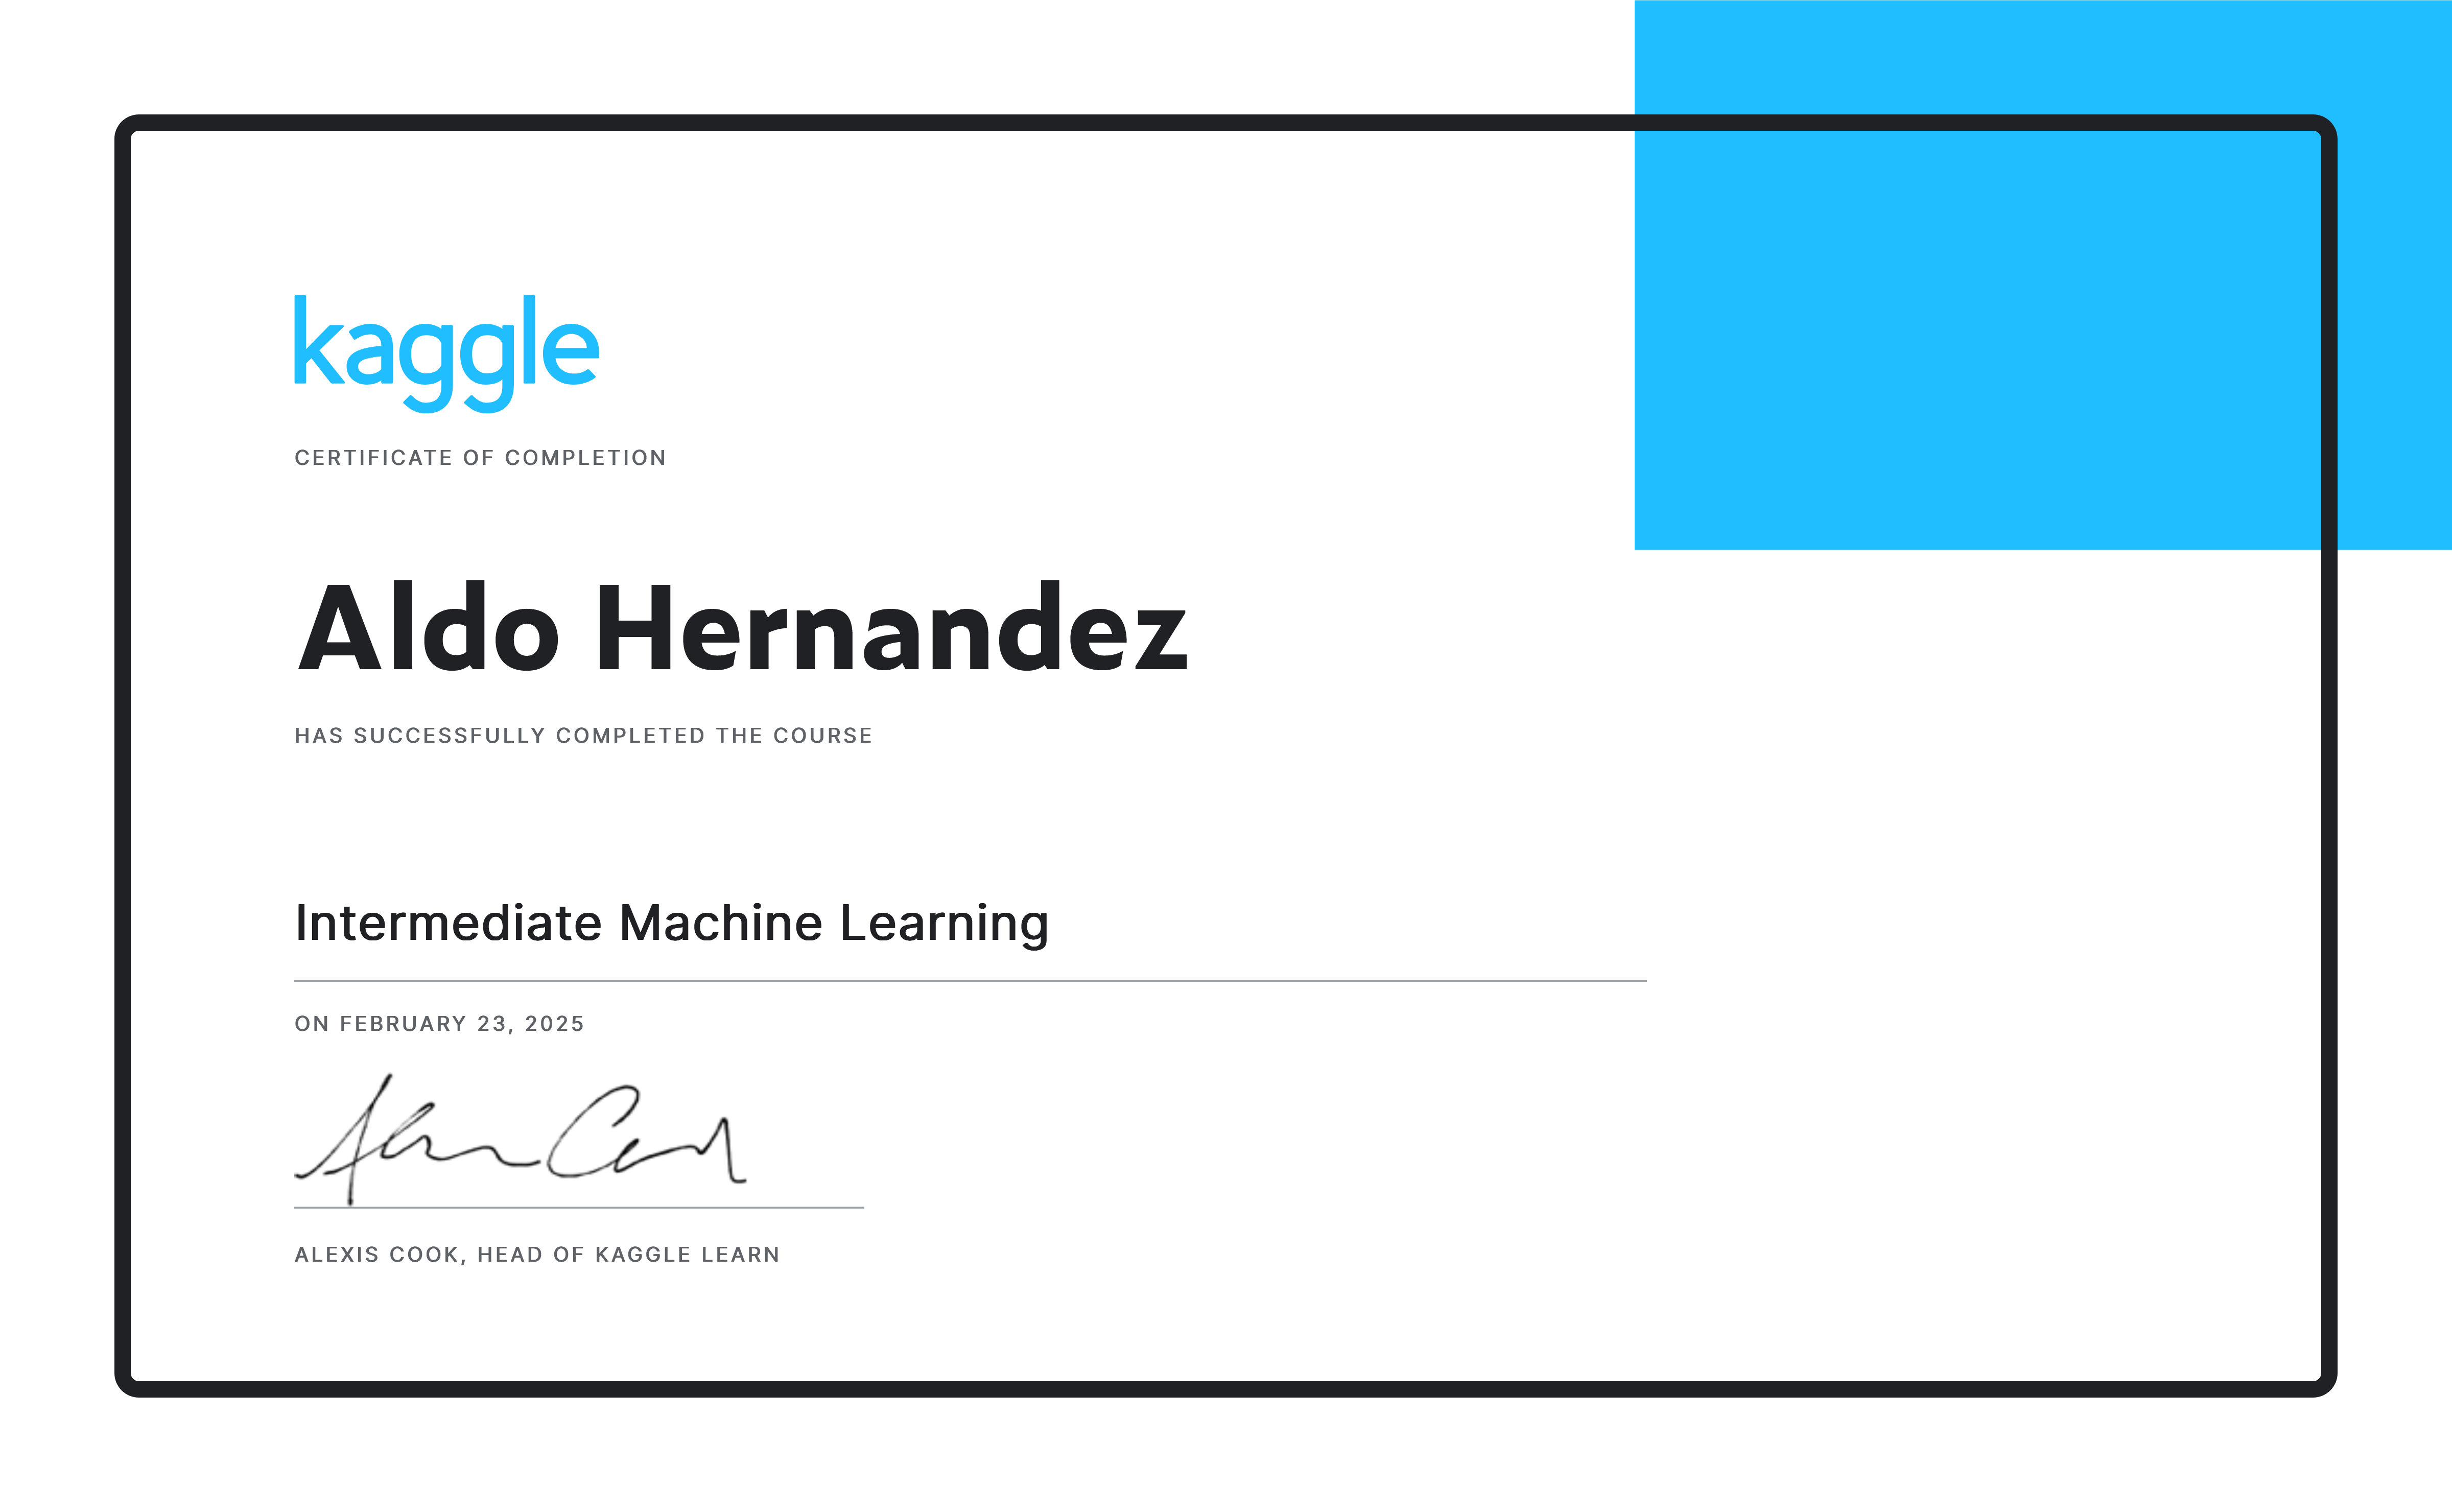 kaggle
CERTIFICATE OF COMPLETION
Aldo Hernandez
HAS SUCCESSFULLY COMPLETED THE COURSE
Intermediate Machine Learning
ON FEBRUARY 23, 2025
ALEXIS COOK, HEAD OF KAGGLE LEARN